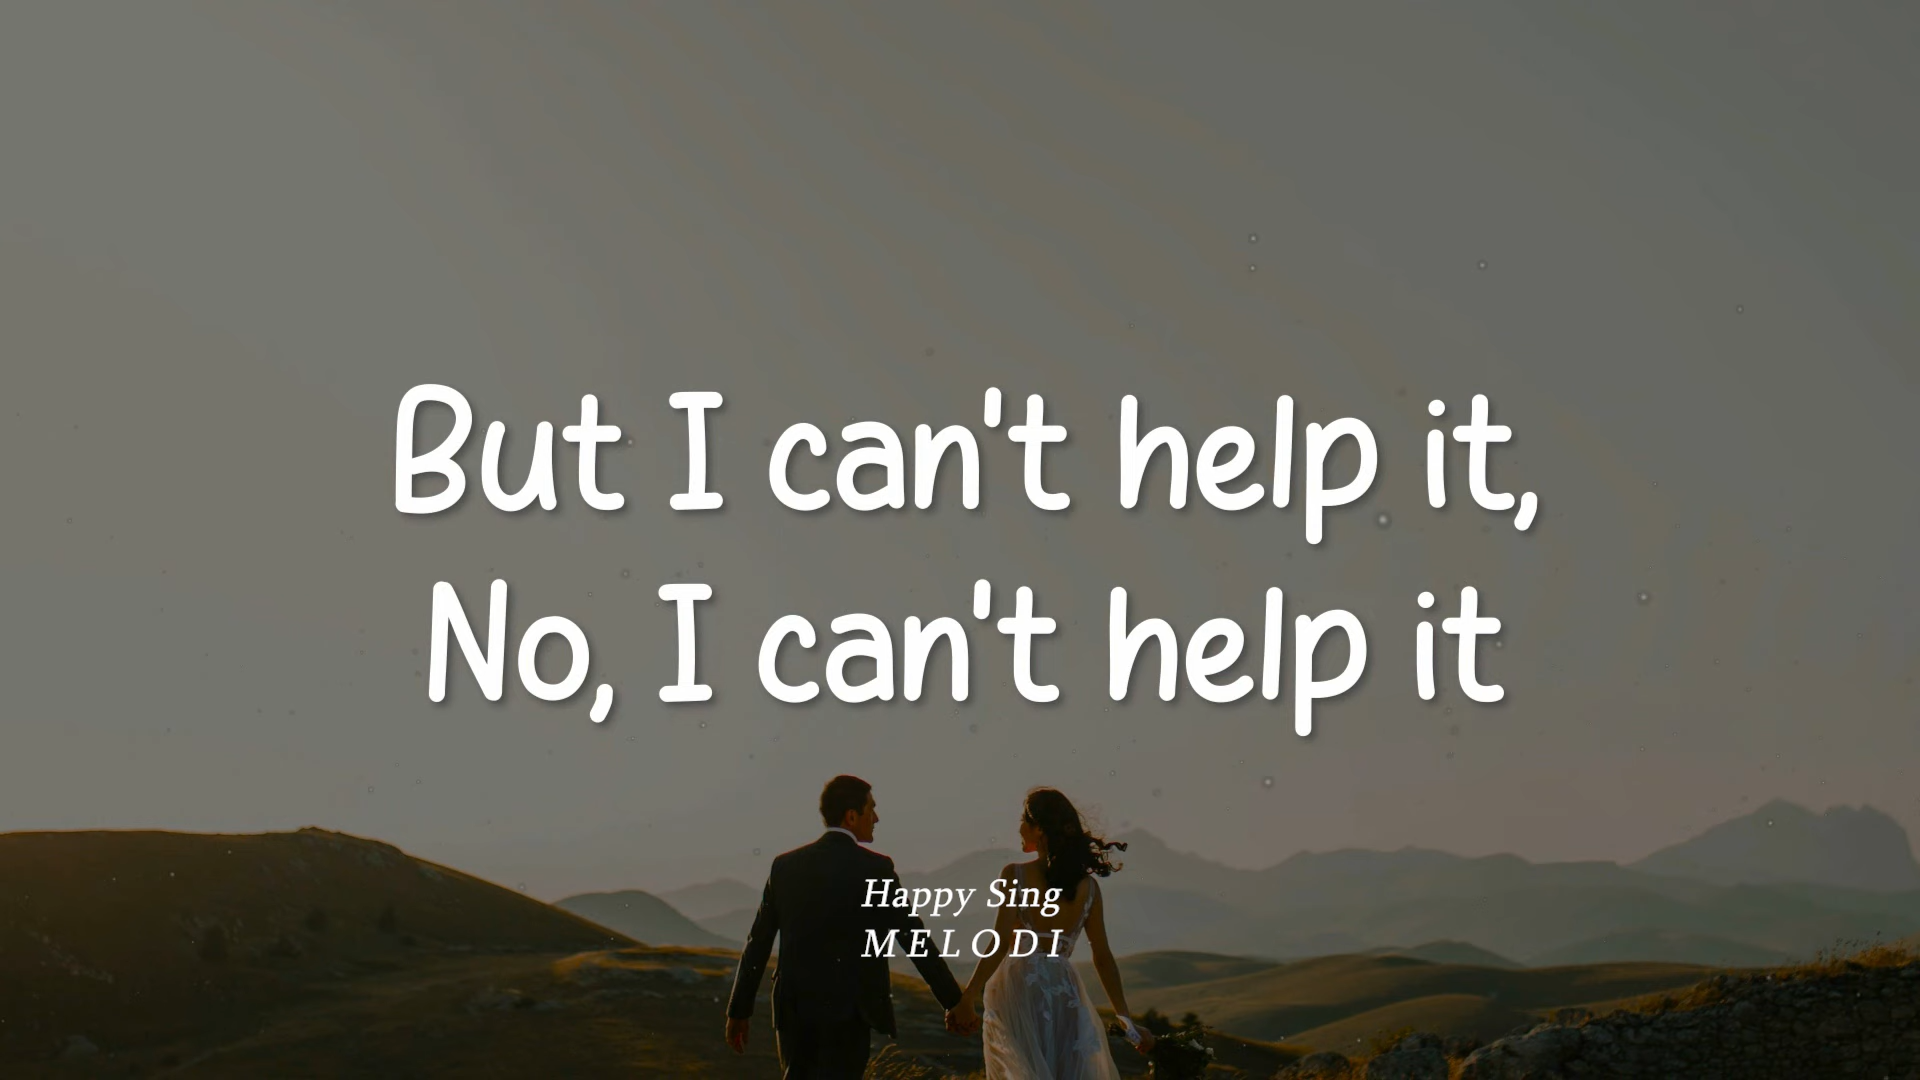 But I can't help it,
No, I can't help it
Happy Sing
MELODI